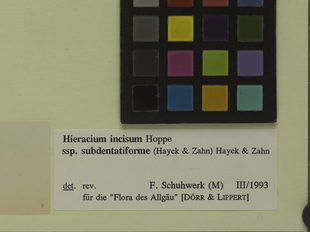 Hieracium incisum Hoppe
ssp. subdentatiforme (Hayek & Zahn) Hayek & Zahn
det. rev. F. Schuhwerk (M) III/1993
für die "Flora des Allgäu" [DÖRR & LIPPERT]